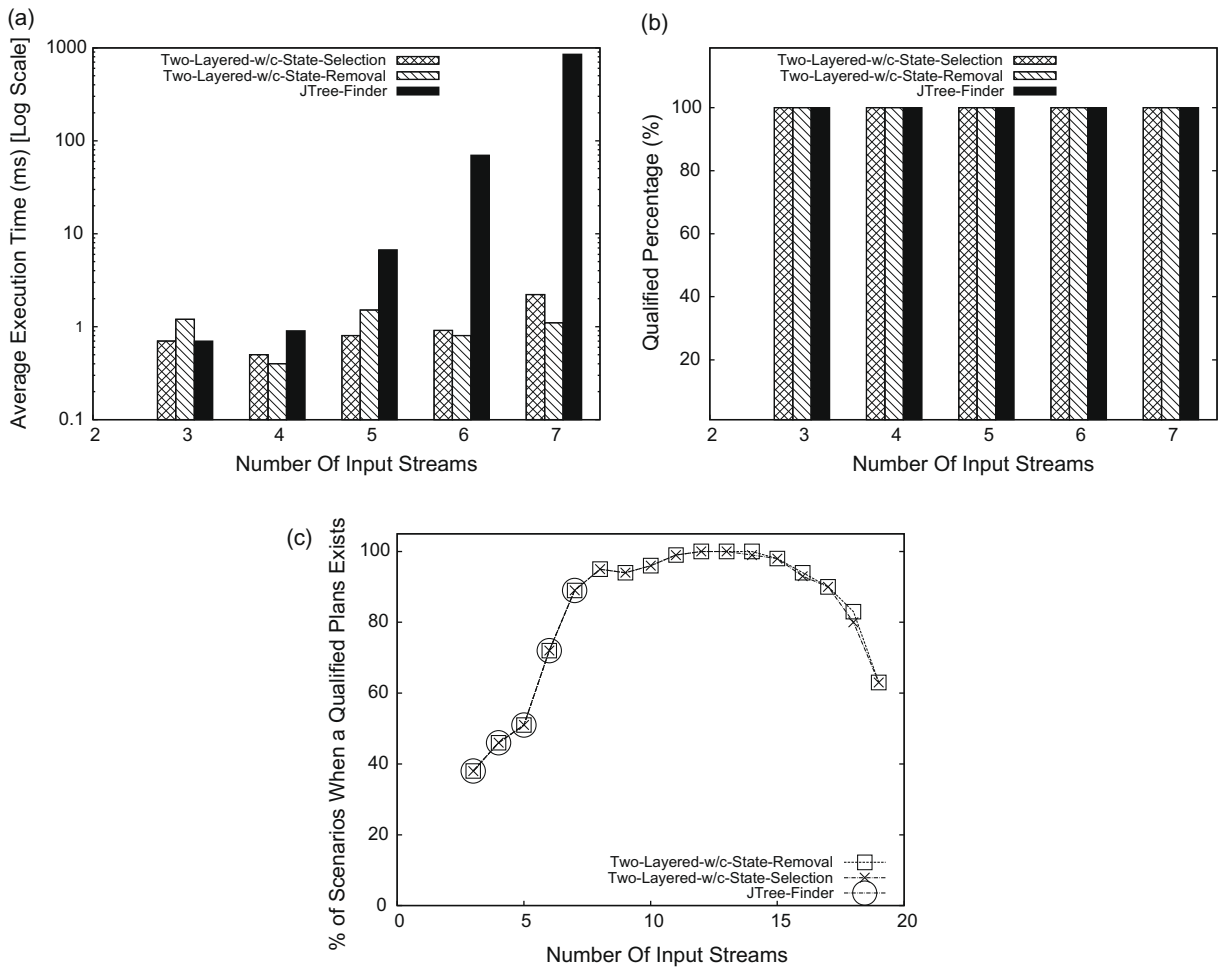 (a)
Average Execution Time (ms) [Log Scale]
1000
100
10
1
0.1
Two-Layered-w/c-State-Selection
Two-Layered-w/c-State-Removal
JTree-Finder
2 3 4 5 6 7
Number Of Input Streams
(b)
Qualified Percentage (%)
100
80
60
40
20
Two-Layered-w/c-State-Selection
Two-Layered-w/c-State-Removal
JTree-Finder
2 3 4 5 6 7
Number Of Input Streams
(c)
% of Scenarios When a Qualified Plans Exists
100
80
60
40
20
0
Two-Layered-w/c-State-Removal
Two-Layered-w/c-State-Selection
JTree-Finder
0 5 10 15 20
Number Of Input Streams